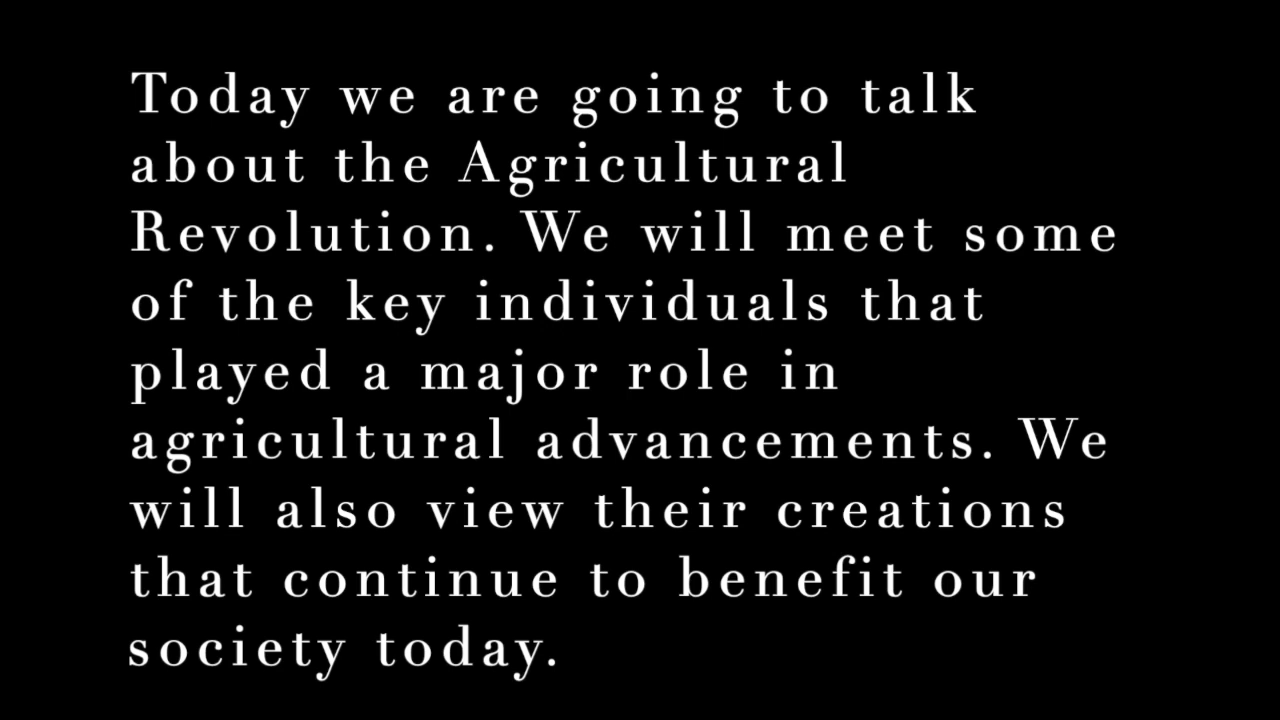 Today we are going to talk
about the Agricultural
Revolution. We will meet some
of the key individuals that
played a major role in
agricultural advancements. We
will also view their creations
that continue to benefit our
society today.